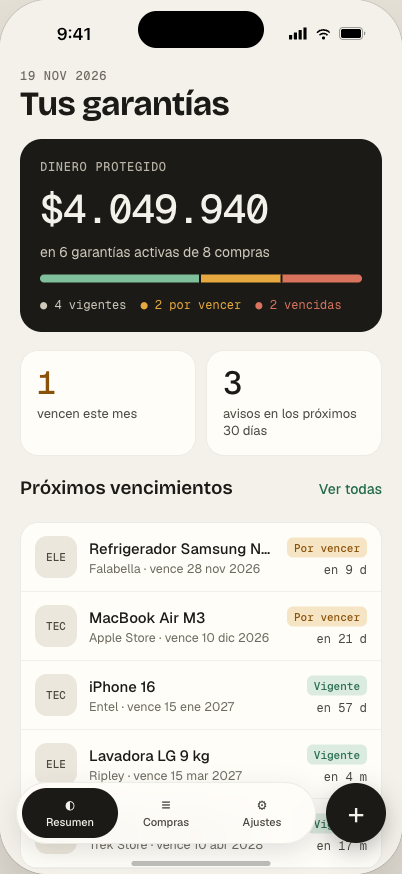 9:41
19 NOV 2026
Tus garantías
DINERO PROTEGIDO
$4.049.940
en 6 garantías activas de 8 compras
4 vigentes 2 por vencer 2 vencidas
1
vencen este mes
3
avisos en los próximos
30 días
Próximos vencimientos
Ver todas
ELE
Refrigerador Samsung N…
Falabella · vence 28 nov 2026
Por vencer
en 9 d
TEC
MacBook Air M3
Apple Store · vence 10 dic 2026
Por vencer
en 21 d
TEC
iPhone 16
Entel · vence 15 ene 2027
Vigente
en 57 d
ELE
Lavadora LG 9 kg
Ripley · vence 15 mar 2027
Vigente
en 4 m
Trek Store · vence 10 abr 2028
en 17 m
Resumen
Compras
Ajustes
+